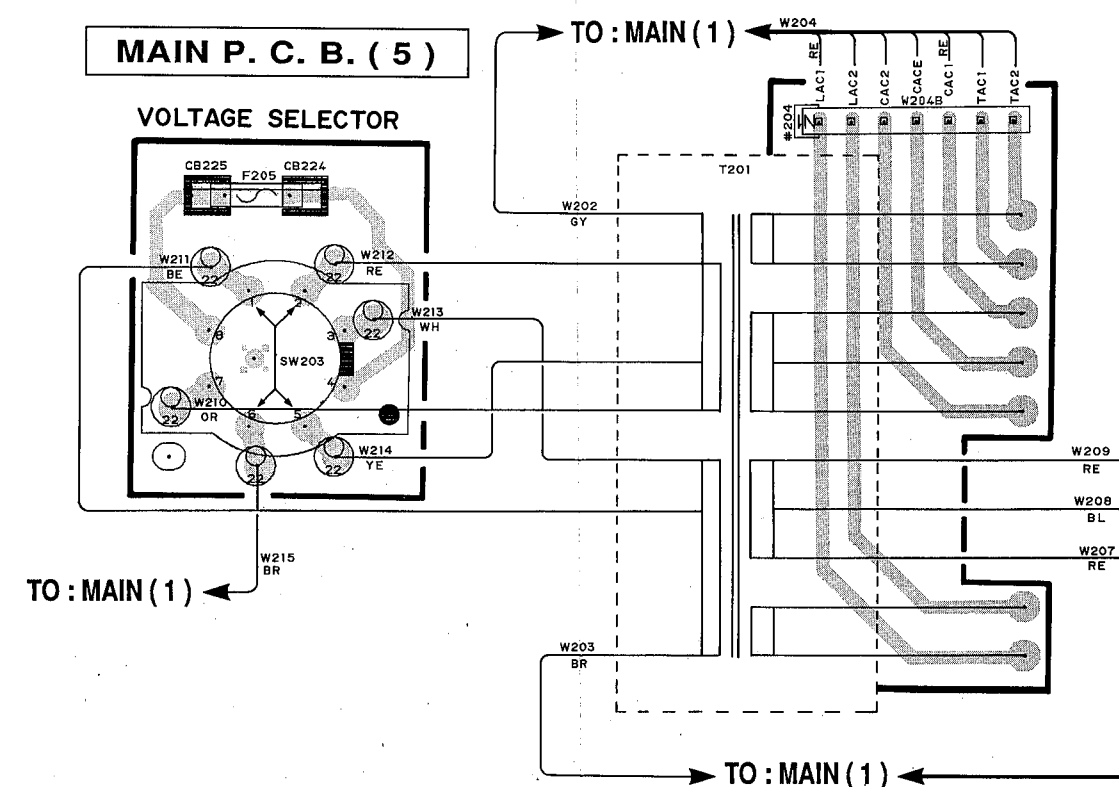 MAIN P. C. B. ( 5 )
TO : MAIN ( 1 )
W204
RE
RE
LAC1
LAC2
CAC2
CACE
CAC1
TAC1
TAC2
W204B
#204
VOLTAGE SELECTOR
CB225
F205
CB224
T201
W202
GY
W211
BE
22
W212
RE
22
W213
WH
22
1
2
3
4
5
6
7
8
SW203
W210
OR
22
W214
YE
22
22
W209
RE
W208
BL
W207
RE
W215
BR
TO : MAIN ( 1 )
W203
BR
TO : MAIN ( 1 )